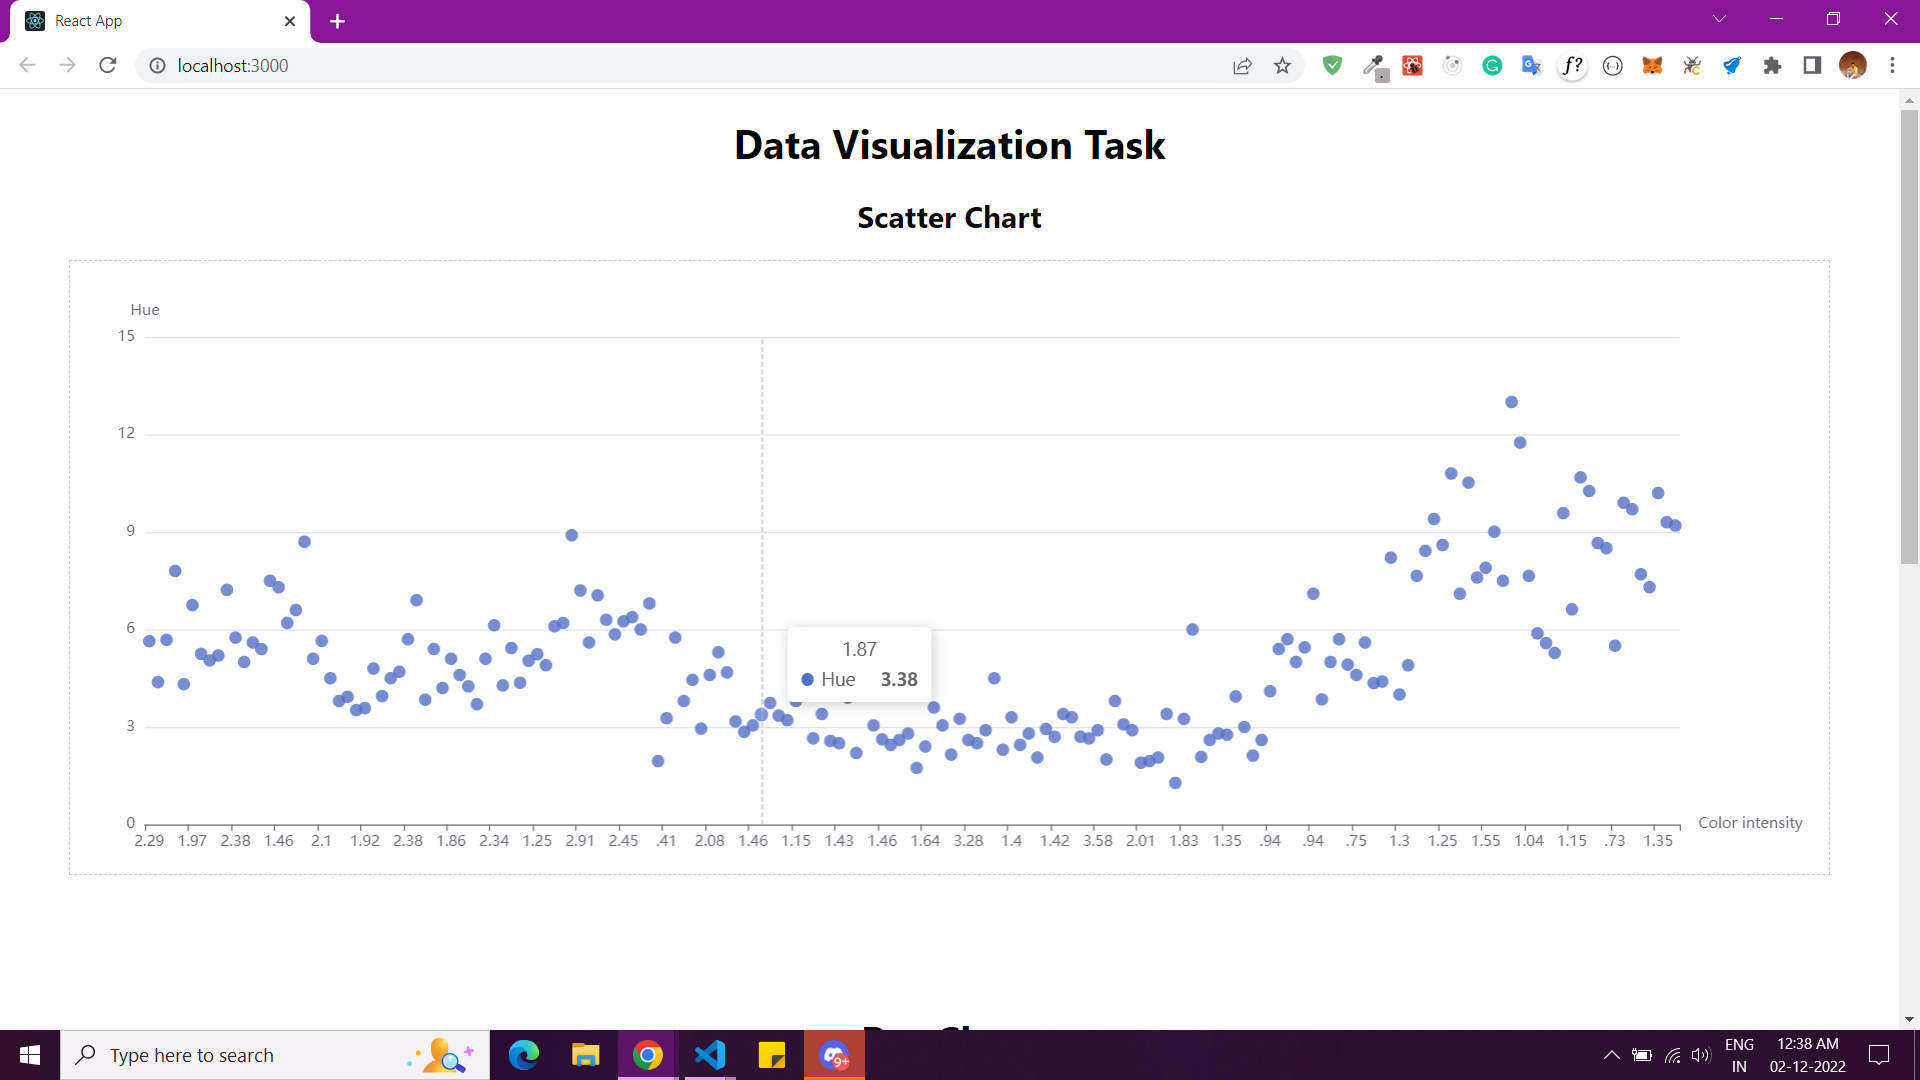 React App
localhost:3000
Data Visualization Task
Scatter Chart
Hue
15
12
9
6
3
0
1.87
Hue 3.38
2.29 1.97 2.38 1.46 2.1 1.92 2.38 1.86 2.34 1.25 2.91 2.45 .41 2.08 1.46 1.15 1.43 1.46 1.64 3.28 1.4 1.42 3.58 2.01 1.83 1.35 .94 .94 .75 1.3 1.25 1.55 1.04 1.15 .73 1.35
Color intensity
Type here to search
9+
ENG
IN
12:38 AM
02-12-2022